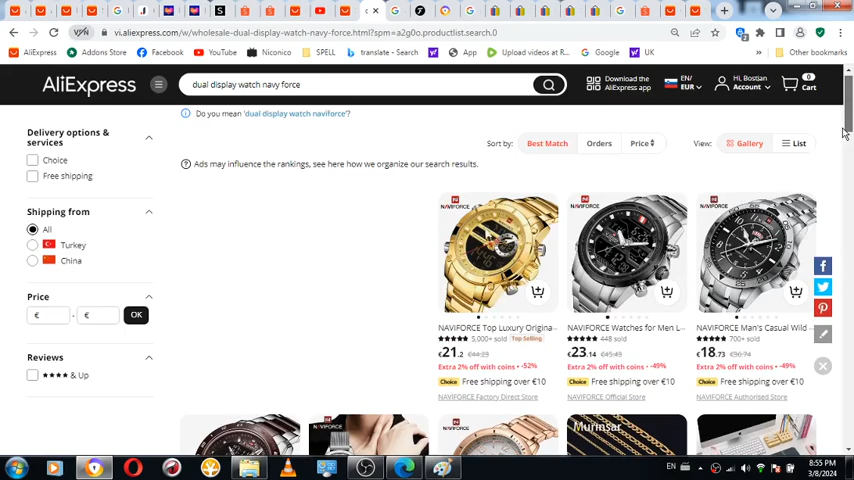 vi.aliexpress.com/w/wholesale-dual-display-watch-navy-force.html?spm=a2g0o.productlist.search.0
AliExpress
Addons Store
Facebook
YouTube
Niconico
SPELL
translate - Search
App
Upload videos at R...
Google
UK
Other bookmarks
AliExpress
dual display watch navy force
Download the
AliExpress app
EN/
EUR
Hi, Bostjan
Account
0
Cart
Do you mean 'dual display watch naviforce'?
Delivery options &
services
Choice
Free shipping
Sort by:
Best Match
Orders
Price
View:
Gallery
List
Ads may influence the rankings, see here how we organize our search results.
Shipping from
All
Turkey
China
Price
€ - €
OK
Reviews
& Up
NAVIFORCE
NAVIFORCE
NAVIFORCE
NAVIFORCE Top Luxury Origina...
5,000+ sold
Top Selling
€21.2 €44.23
Extra 2% off with coins • -52%
Choice Free shipping over €10
NAVIFORCE Factory Direct Store
NAVIFORCE Watches for Men L...
448 sold
€23.14 €45.43
Extra 2% off with coins • -49%
Choice Free shipping over €10
NAVIFORCE Official Store
NAVIFORCE Man's Casual Wild ...
700+ sold
€18.73 €36.74
Extra 2% off with coins • -49%
Choice Free shipping over €10
NAVIFORCE Authorised Store
NAVIFORCE
NAVIFORCE
Murmsar
EN
8:55 PM
3/8/2024